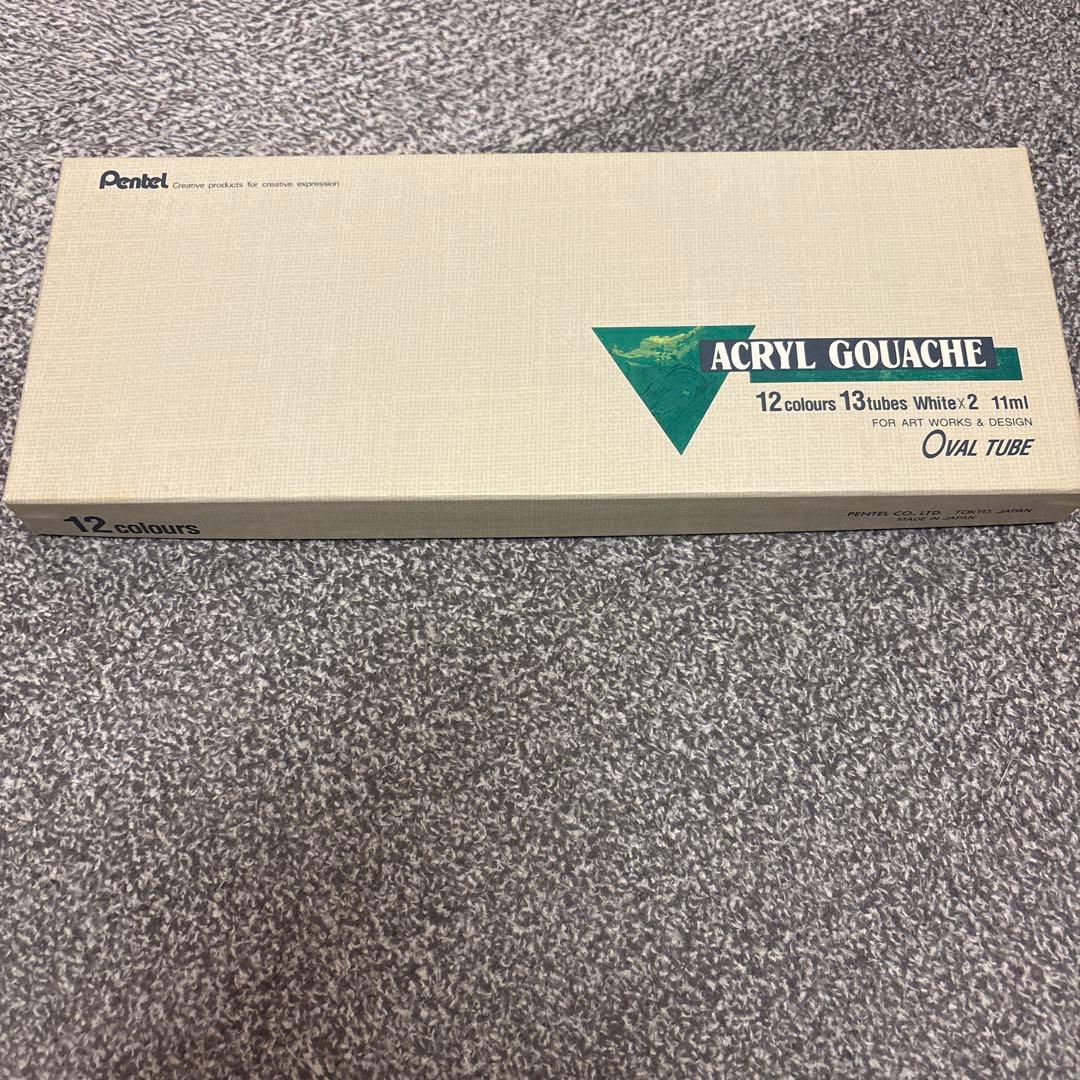 Pentel Creative products for creative expression
ACRYL GOUACHE
12 colours 13 tubes White×2 11ml
FOR ART WORKS & DESIGN
OVAL TUBE
12 colours
PENTEL CO., LTD. TOKYO JAPAN
MADE IN JAPAN